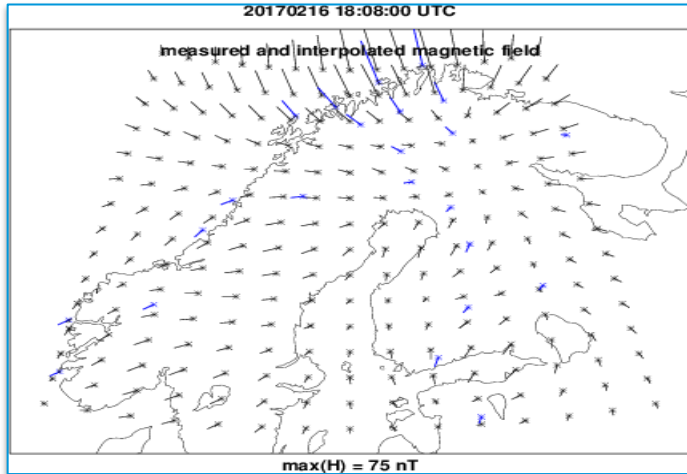 20170216 18:08:00 UTC
measured and interpolated magnetic field
max(H) = 75 nT